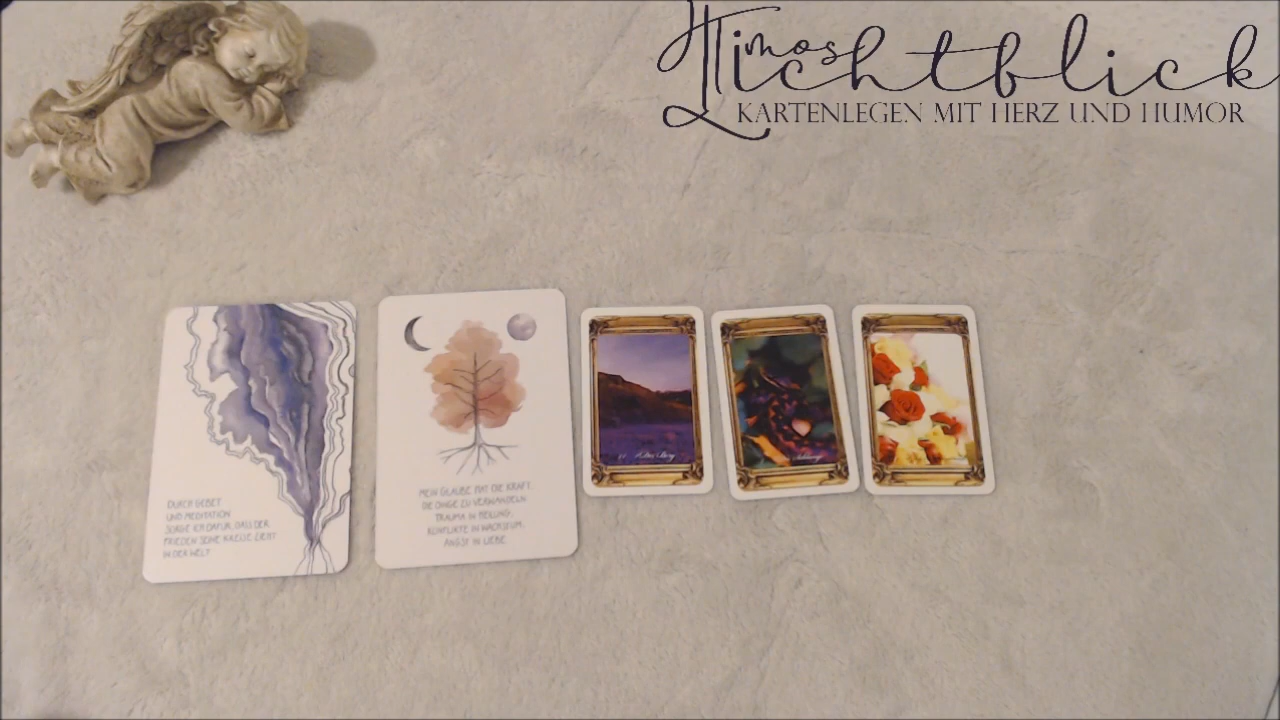 Timos
Lichtblick
KARTENLEGEN MIT HERZ UND HUMOR
DURCH GEBET
UND MEDITATION
SORGE ICH DAFÜR, DASS DER
FRIEDEN SEINE KREISE ZIEHT
IN DER WELT
MEIN GLAUBE HAT DIE KRAFT,
DIE DINGE ZU VERWANDELN:
TRAUMA IN HEILUNG,
KONFLIKTE IN WACHSTUM,
ANGST IN LIEBE